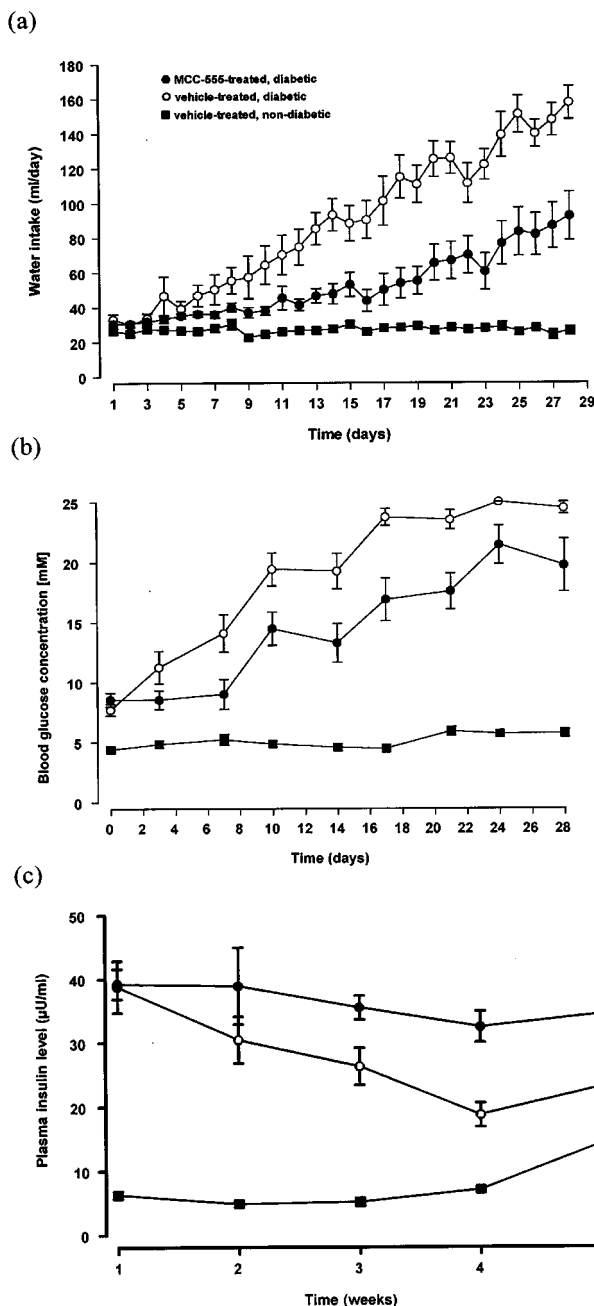 (a)
180
160
140
120
100
80
60
40
20
0
Water intake (ml/day)
MCC-555-treated, diabetic
vehicle-treated, diabetic
vehicle-treated, non-diabetic
1 3 5 7 9 11 13 15 17 19 21 23 25 27 29
Time (days)
(b)
25
20
15
10
5
0
Blood glucose concentration [mM]
0 2 4 6 8 10 12 14 16 18 20 22 24 26 28
Time (days)
(c)
50
40
30
20
10
0
Plasma insulin level (µU/ml)
1 2 3 4
Time (weeks)